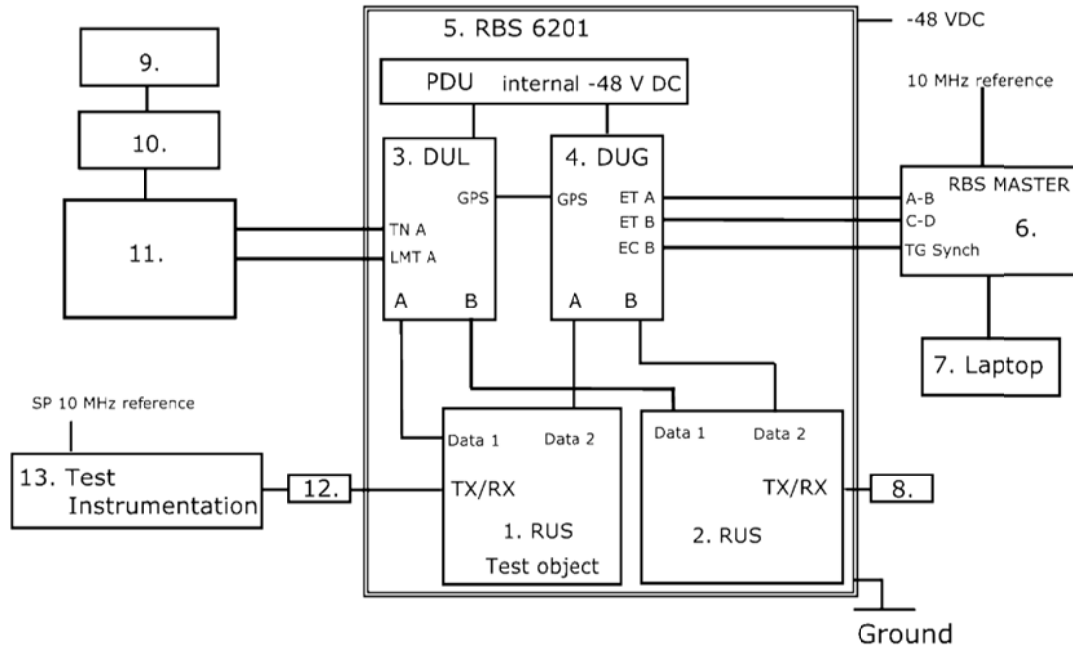 5. RBS 6201
-48 VDC
9.
PDU internal -48 V DC
10 MHz reference
10.
3. DUL
4. DUG
RBS MASTER
GPS
GPS
ET A
A-B
TN A
ET B
C-D
6.
11.
LMT A
EC B
TG Synch
A B
A B
7. Laptop
SP 10 MHz reference
Data 1 Data 2
Data 1 Data 2
13. Test
Instrumentation
12.
TX/RX
TX/RX
8.
1. RUS
Test object
2. RUS
Ground